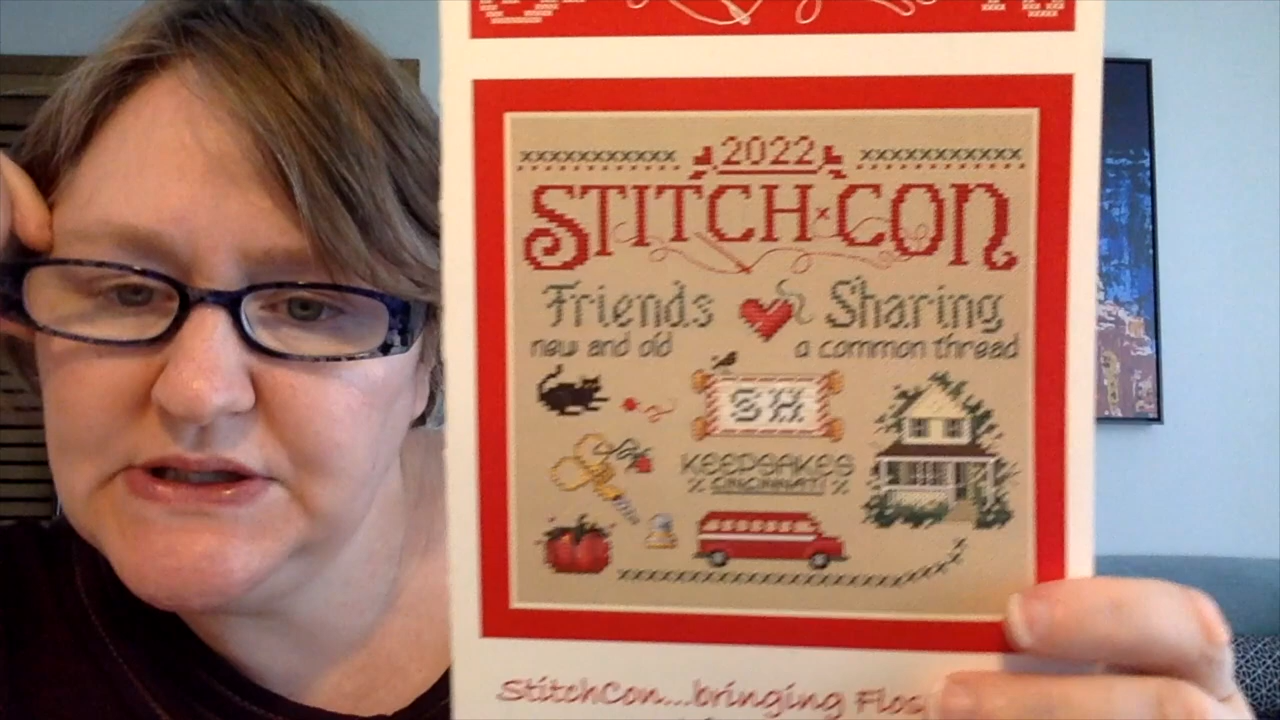 2022
STITCH x CON
Friends Sharing
new and old a common thread
SH
KEEPSAKES
x CINCINNATI x
StitchCon...bringing Flos